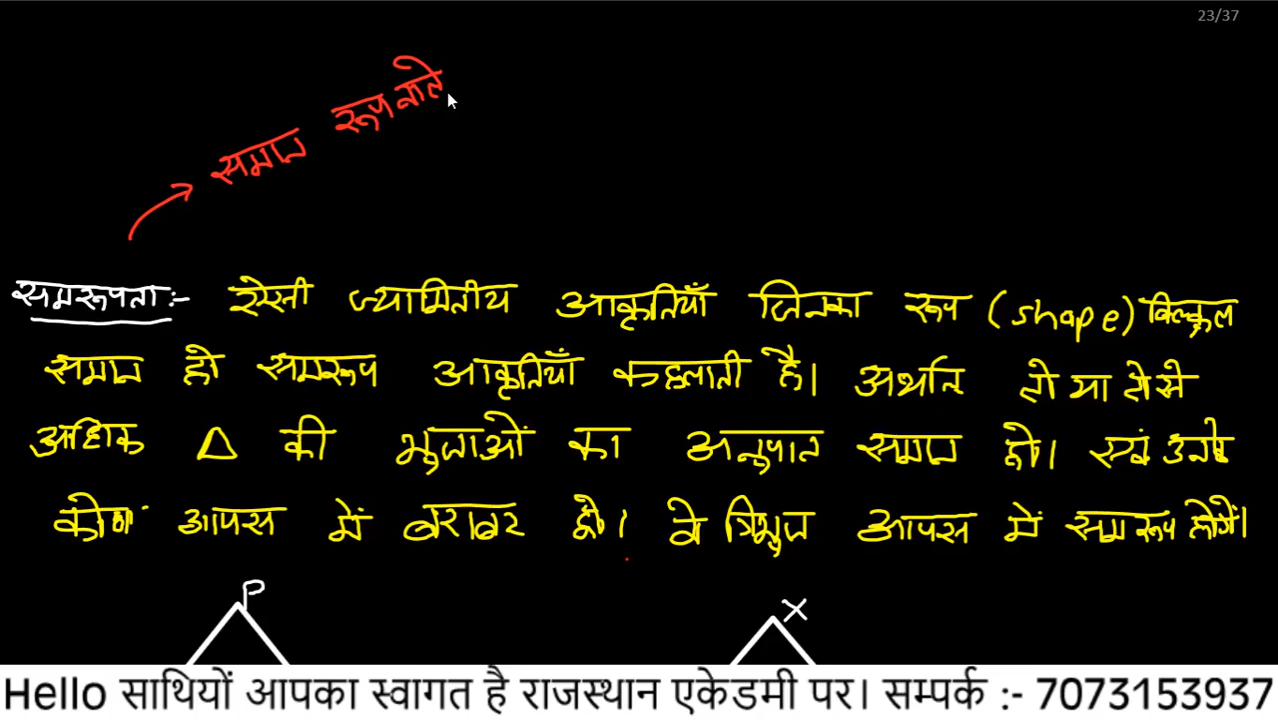 23/37
समान रूप वाले
समरूपता :- ऐसी ज्यामितीय आकृतियाँ जिनका रूप (shape) बिल्कुल
समान हो समरूप आकृतियाँ कहलाती है। अर्थात दो या दो से
अधिक Δ की भुजाओं का अनुपात समान हो। एवं उनके
कोण आपस में बराबर हो। वे त्रिभुज आपस में समरूप होंगे।
P X
Hello साथियों आपका स्वागत है राजस्थान एकेडमी पर। सम्पर्क :- 7073153937